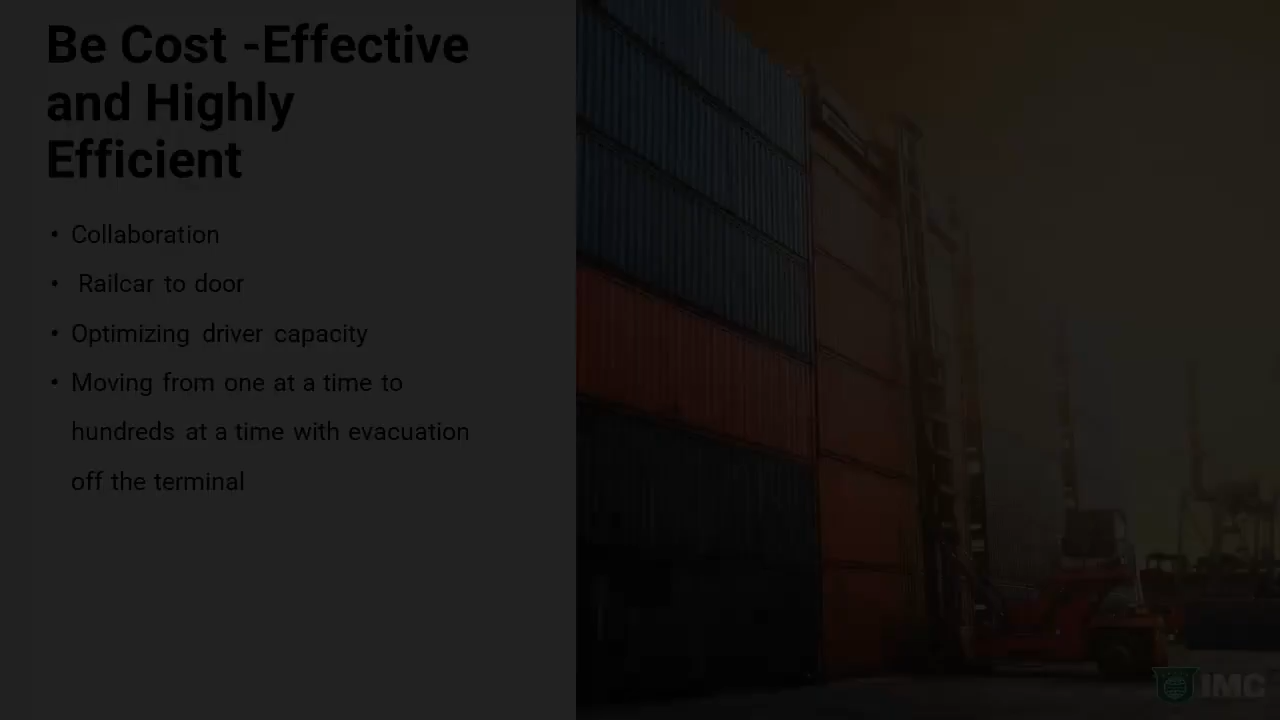 Be Cost -Effective
and Highly
Efficient
• Collaboration
• Railcar to door
• Optimizing driver capacity
• Moving from one at a time to
hundreds at a time with evacuation
off the terminal
IMC